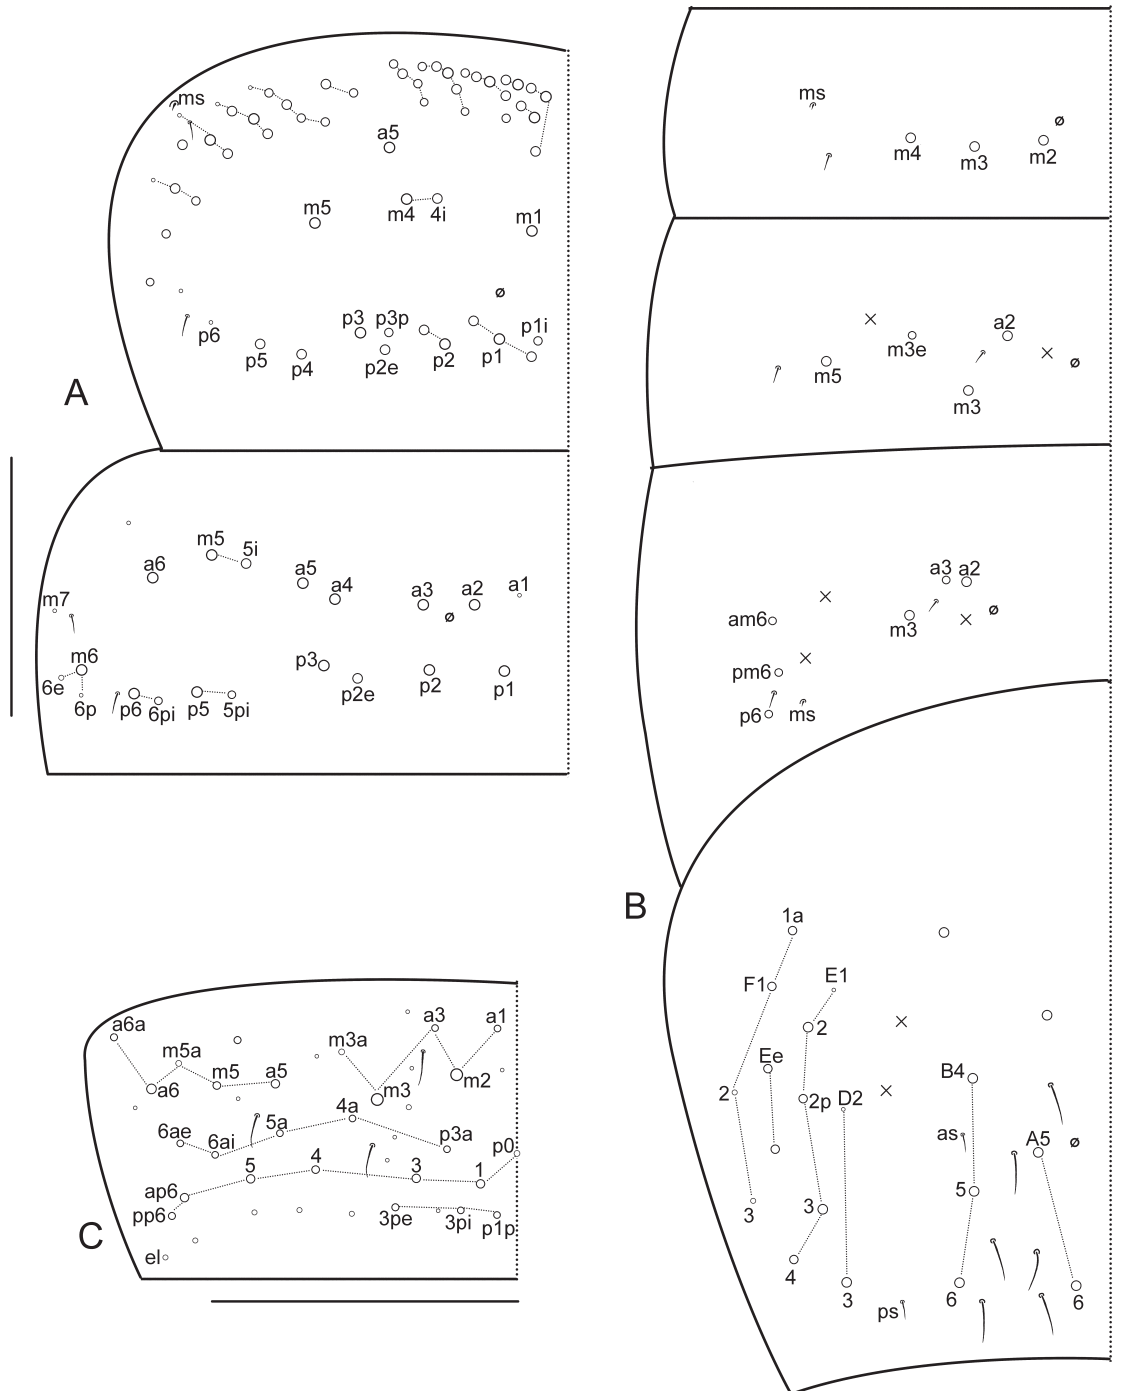 ms
a5
m5
m4 4i
m1
p3 p3p
p1i
p6
p5 p4 p2e p2 p1
A
m5 5i
a6
a5
a4
a3 a2 a1
m7
m6
p3
6e
6p p6 6pi p5 5pi
p2e p2 p1
ms
m4 m3 m2
a2
m3e
m5
m3
a3 a2
am6
m3
pm6
p6 ms
B
1a
F1 E1
2
Ee
B4
2 2p D2
as A5
5
3 3
4 3 6 6
ps
a6a
a3 a1
m3a
m5a
m5 a5
a6 m3 m2
4a
5a
6ae 6ai p3a
p0
5 4 3 1
ap6
pp6
3pe 3pi p1p
C
el